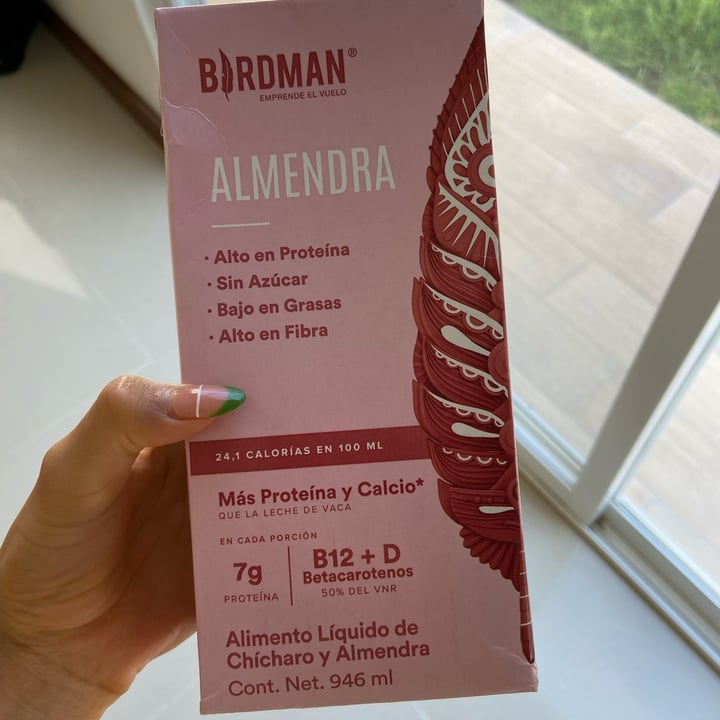 BIRDMAN®
EMPRENDE EL VUELO
ALMENDRA
· Alto en Proteína
· Sin Azúcar
· Bajo en Grasas
· Alto en Fibra
24,1 CALORÍAS EN 100 ML
Más Proteína y Calcio*
QUE LA LECHE DE VACA
EN CADA PORCIÓN
7g
PROTEÍNA
B12 + D
Betacarotenos
50% DEL VNR
Alimento Líquido de
Chícharo y Almendra
Cont. Net. 946 ml